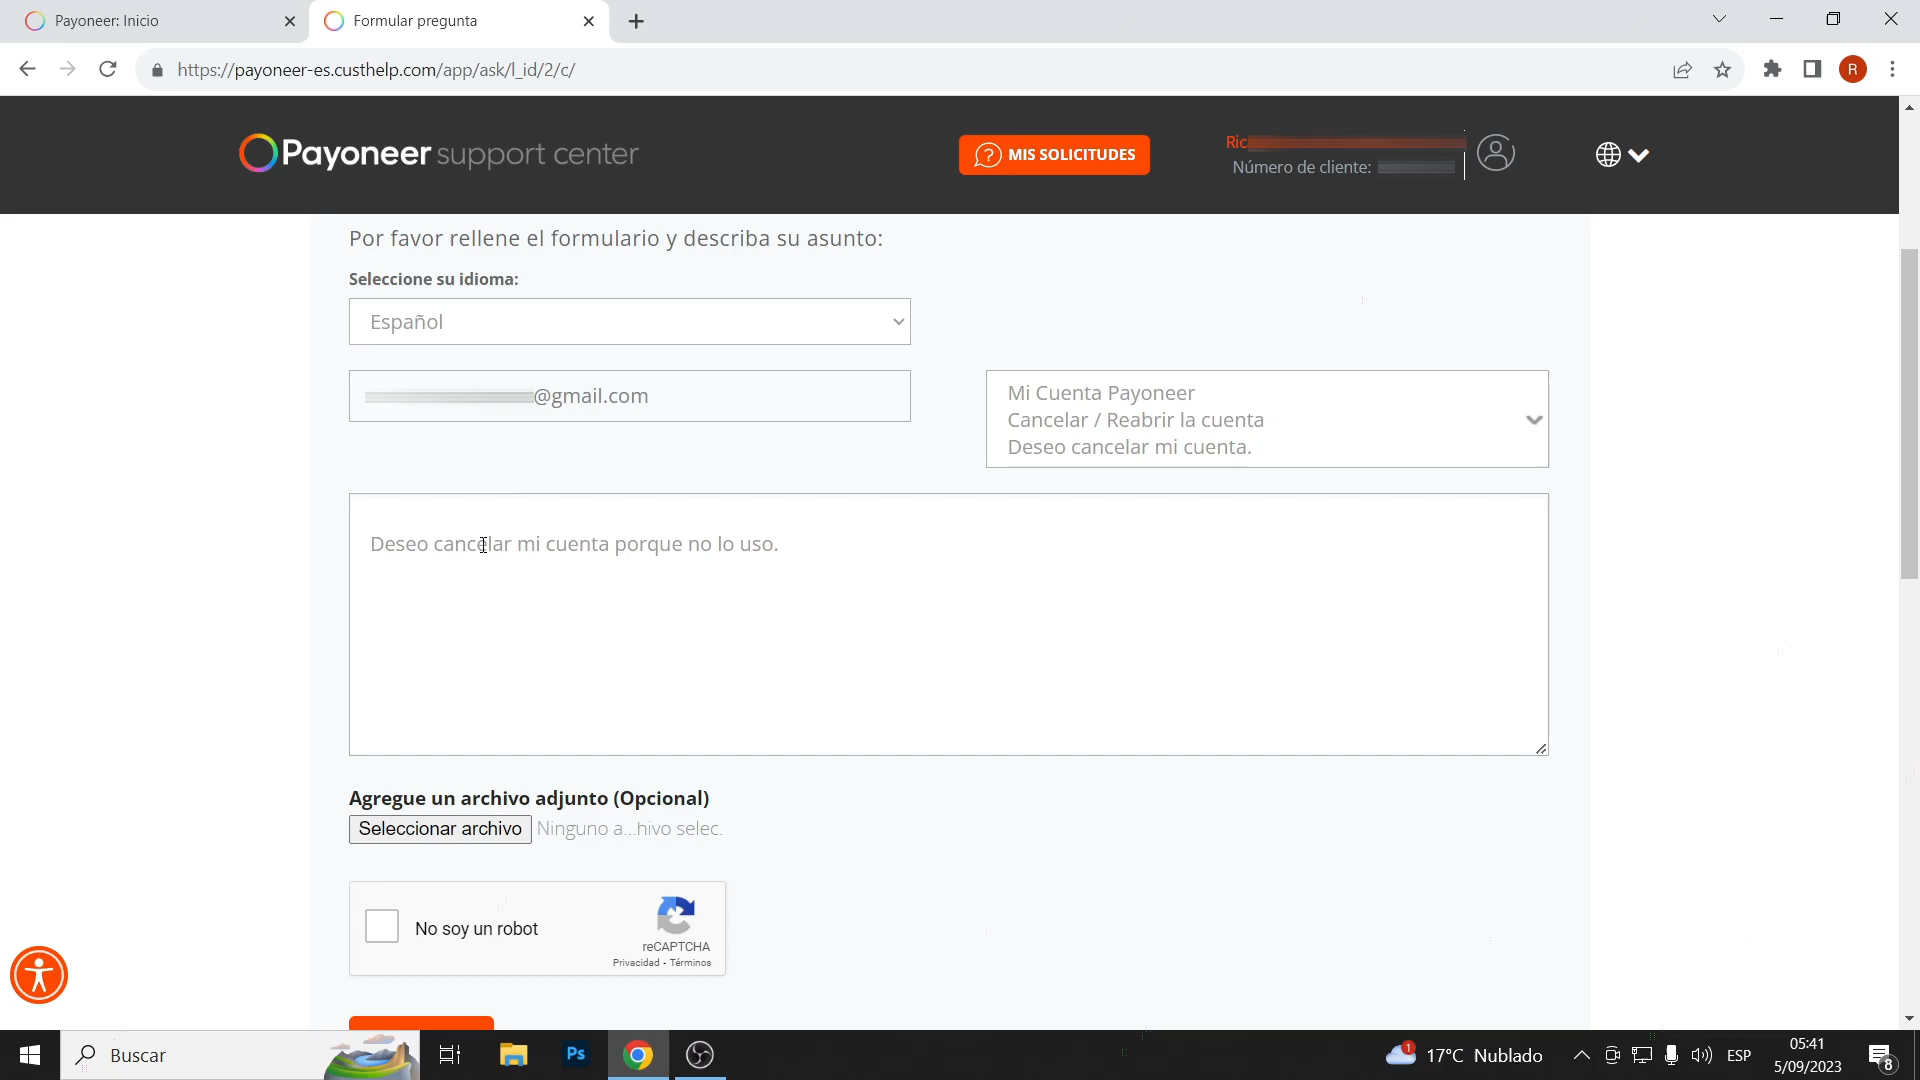 Payoneer: Inicio
Formular pregunta
https://payoneer-es.custhelp.com/app/ask/l_id/2/c/
R
Payoneer support center
? MIS SOLICITUDES
Ric
Número de cliente:
Por favor rellene el formulario y describa su asunto:
Seleccione su idioma:
Español
@gmail.com
Mi Cuenta Payoneer
Cancelar / Reabrir la cuenta
Deseo cancelar mi cuenta.
Deseo cancelar mi cuenta porque no lo uso.
Agregue un archivo adjunto (Opcional)
Seleccionar archivo
Ninguno a...hivo selec.
No soy un robot
reCAPTCHA
Privacidad - Términos
Buscar
Ps
1
17°C Nublado
ESP
05:41
5/09/2023
8